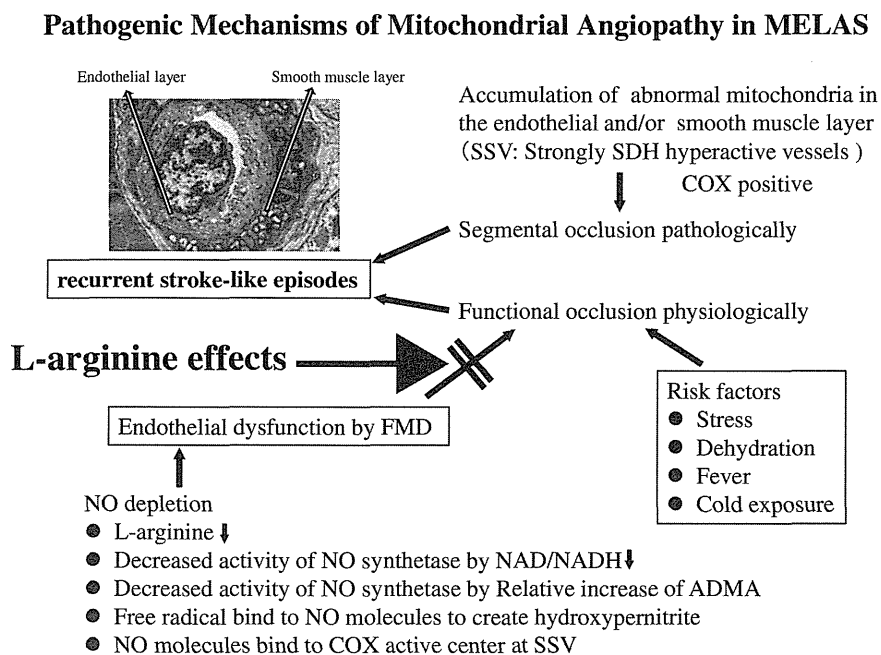 Pathogenic Mechanisms of Mitochondrial Angiopathy in MELAS
Endothelial layer
Smooth muscle layer
Accumulation of abnormal mitochondria in
the endothelial and/or smooth muscle layer
(SSV: Strongly SDH hyperactive vessels )
COX positive
Segmental occlusion pathologically
recurrent stroke-like episodes
Functional occlusion physiologically
L-arginine effects
Endothelial dysfunction by FMD
Risk factors
● Stress
● Dehydration
● Fever
● Cold exposure
NO depletion
● L-arginine ↓
● Decreased activity of NO synthetase by NAD/NADH ↓
● Decreased activity of NO synthetase by Relative increase of ADMA
● Free radical bind to NO molecules to create hydroxypernitrite
● NO molecules bind to COX active center at SSV